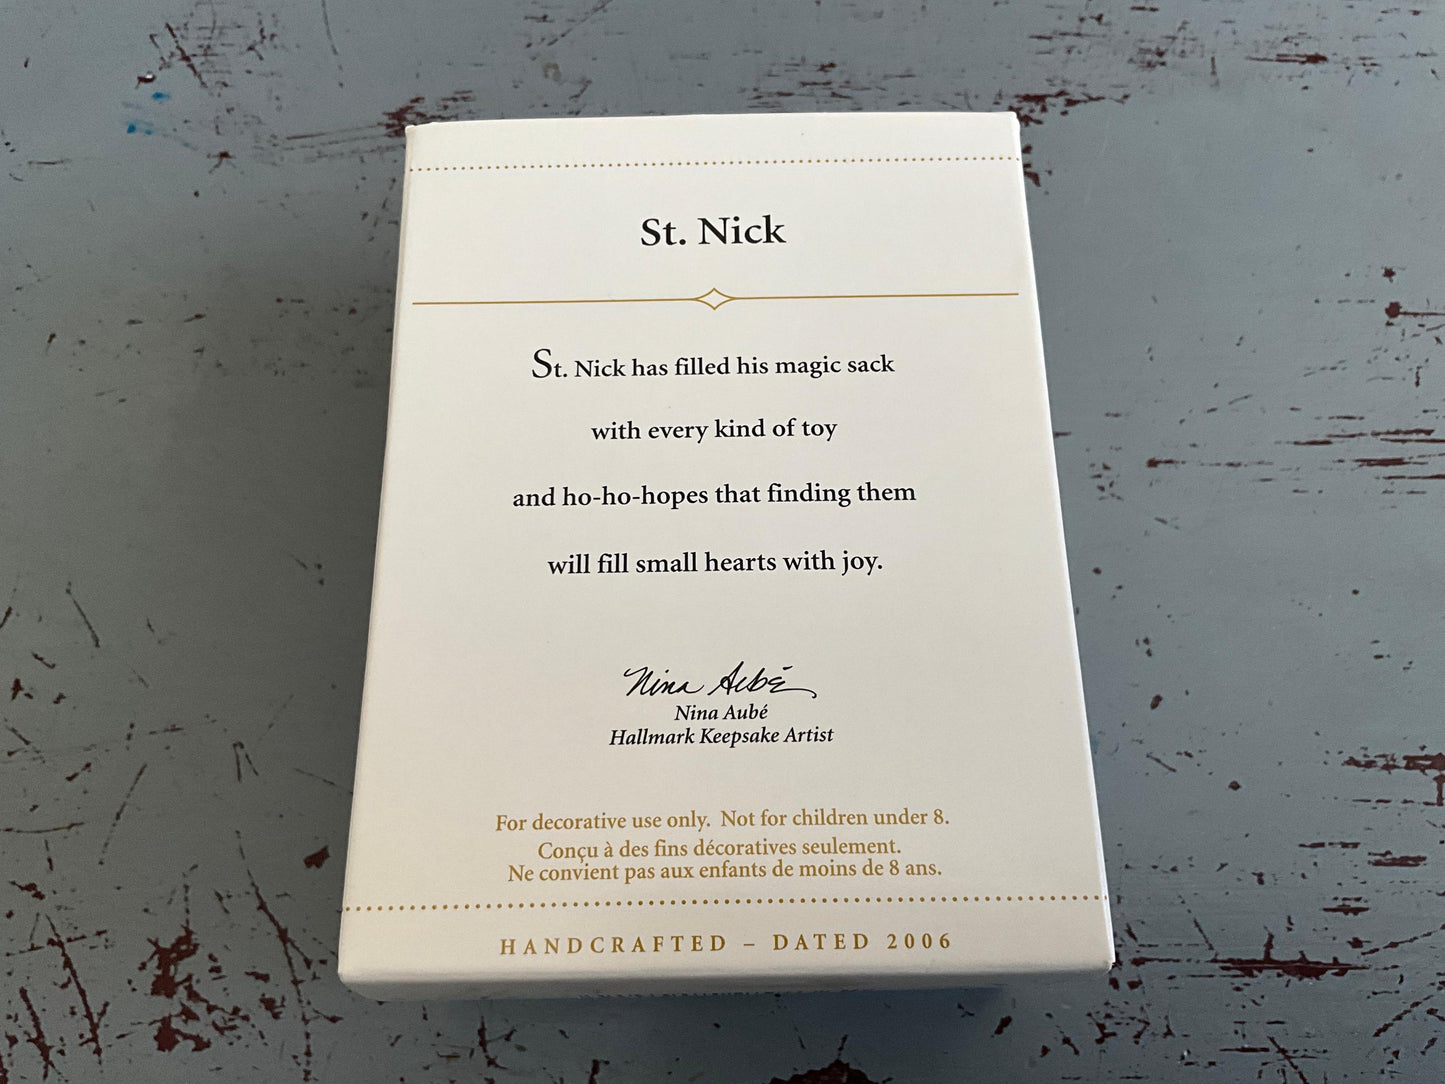 St. Nick
St. Nick has filled his magic sack
with every kind of toy
and ho-ho-hopes that finding them
will fill small hearts with joy.
Nina Aubé
Nina Aubé
Hallmark Keepsake Artist
For decorative use only. Not for children under 8.
Conçu à des fins décoratives seulement.
Ne convient pas aux enfants de moins de 8 ans.
HANDCRAFTED – DATED 2006